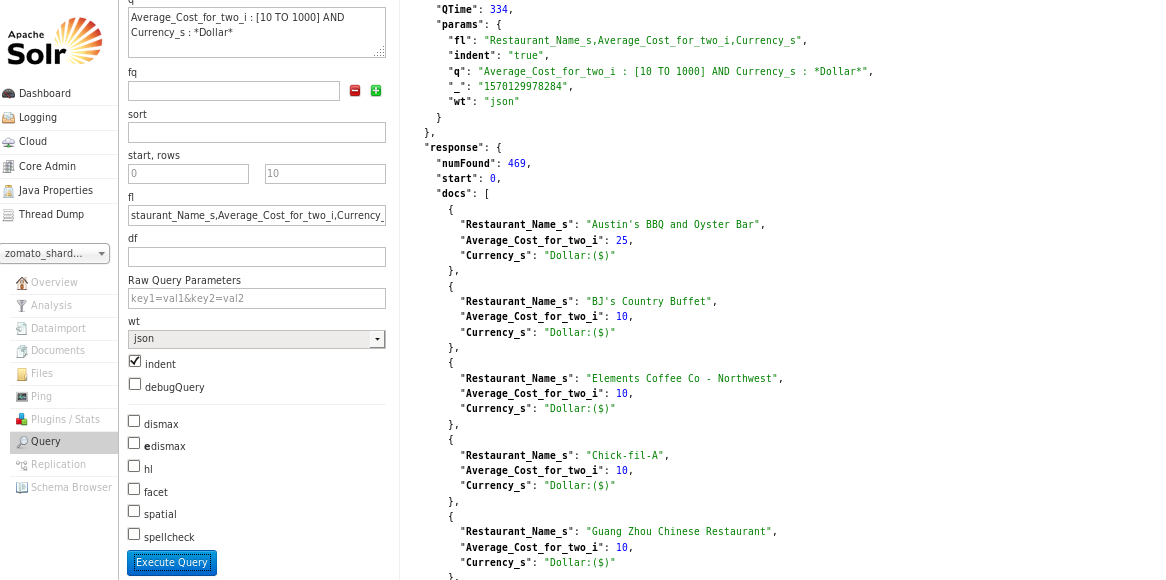 q
Average_Cost_for_two_i : [10 TO 1000] AND
Currency_s : *Dollar*
Apache
Solr
fq
Dashboard
Logging
sort
Cloud
start, rows
Core Admin
0
10
Java Properties
fl
Thread Dump
staurant_Name_s,Average_Cost_for_two_i,Currency_
df
zomato_shard...
Raw Query Parameters
Overview
key1=val1&key2=val2
Analysis
wt
Dataimport
json
Documents
indent
Files
debugQuery
Ping
Plugins / Stats
dismax
Query
edismax
Replication
hl
Schema Browser
facet
spatial
spellcheck
Execute Query
"QTime": 334,
"params": {
"fl": "Restaurant_Name_s,Average_Cost_for_two_i,Currency_s",
"indent": "true",
"q": "Average_Cost_for_two_i : [10 TO 1000] AND Currency_s : *Dollar*",
"_": "1570129978284",
"wt": "json"
}
},
"response": {
"numFound": 469,
"start": 0,
"docs": [
{
"Restaurant_Name_s": "Austin's BBQ and Oyster Bar",
"Average_Cost_for_two_i": 25,
"Currency_s": "Dollar:($)"
},
{
"Restaurant_Name_s": "BJ's Country Buffet",
"Average_Cost_for_two_i": 10,
"Currency_s": "Dollar:($)"
},
{
"Restaurant_Name_s": "Elements Coffee Co - Northwest",
"Average_Cost_for_two_i": 10,
"Currency_s": "Dollar:($)"
},
{
"Restaurant_Name_s": "Chick-fil-A",
"Average_Cost_for_two_i": 10,
"Currency_s": "Dollar:($)"
},
{
"Restaurant_Name_s": "Guang Zhou Chinese Restaurant",
"Average_Cost_for_two_i": 10,
"Currency_s": "Dollar:($)"
},